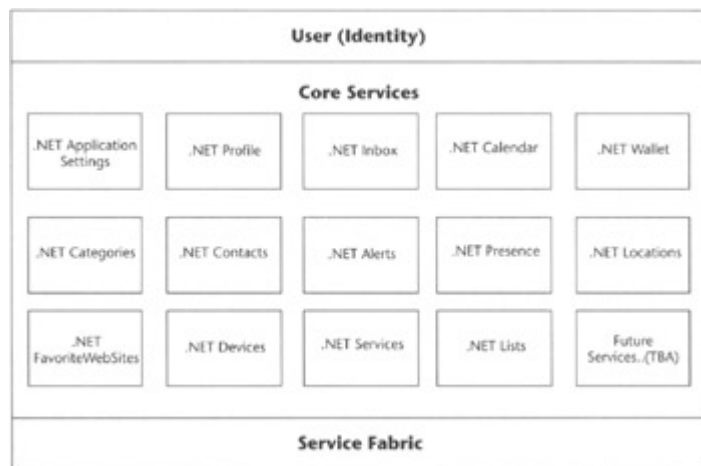 User (Identity)
Core Services
.NET Application
Settings
.NET Profile
.NET Inbox
.NET Calendar
.NET Wallet
.NET Categories
.NET Contacts
.NET Alerts
.NET Presence
.NET Locations
.NET
FavoriteWebSites
.NET Devices
.NET Services
.NET Lists
Future
Services..(TBA)
Service Fabric